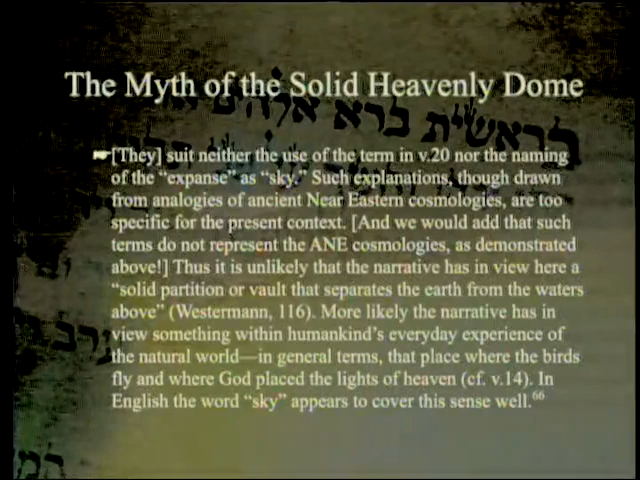 The Myth of the Solid Heavenly Dome
בראשית ברא אלהים
☛[They] suit neither the use of the term in v.20 nor the naming
of the “expanse” as “sky.” Such explanations, though drawn
from analogies of ancient Near Eastern cosmologies, are too
specific for the present context. [And we would add that such
terms do not represent the ANE cosmologies, as demonstrated
above!] Thus it is unlikely that the narrative has in view here a
“solid partition or vault that separates the earth from the waters
above” (Westermann, 116). More likely the narrative has in
view something within humankind’s everyday experience of
the natural world—in general terms, that place where the birds
fly and where God placed the lights of heaven (cf. v.14). In
English the word “sky” appears to cover this sense well.66